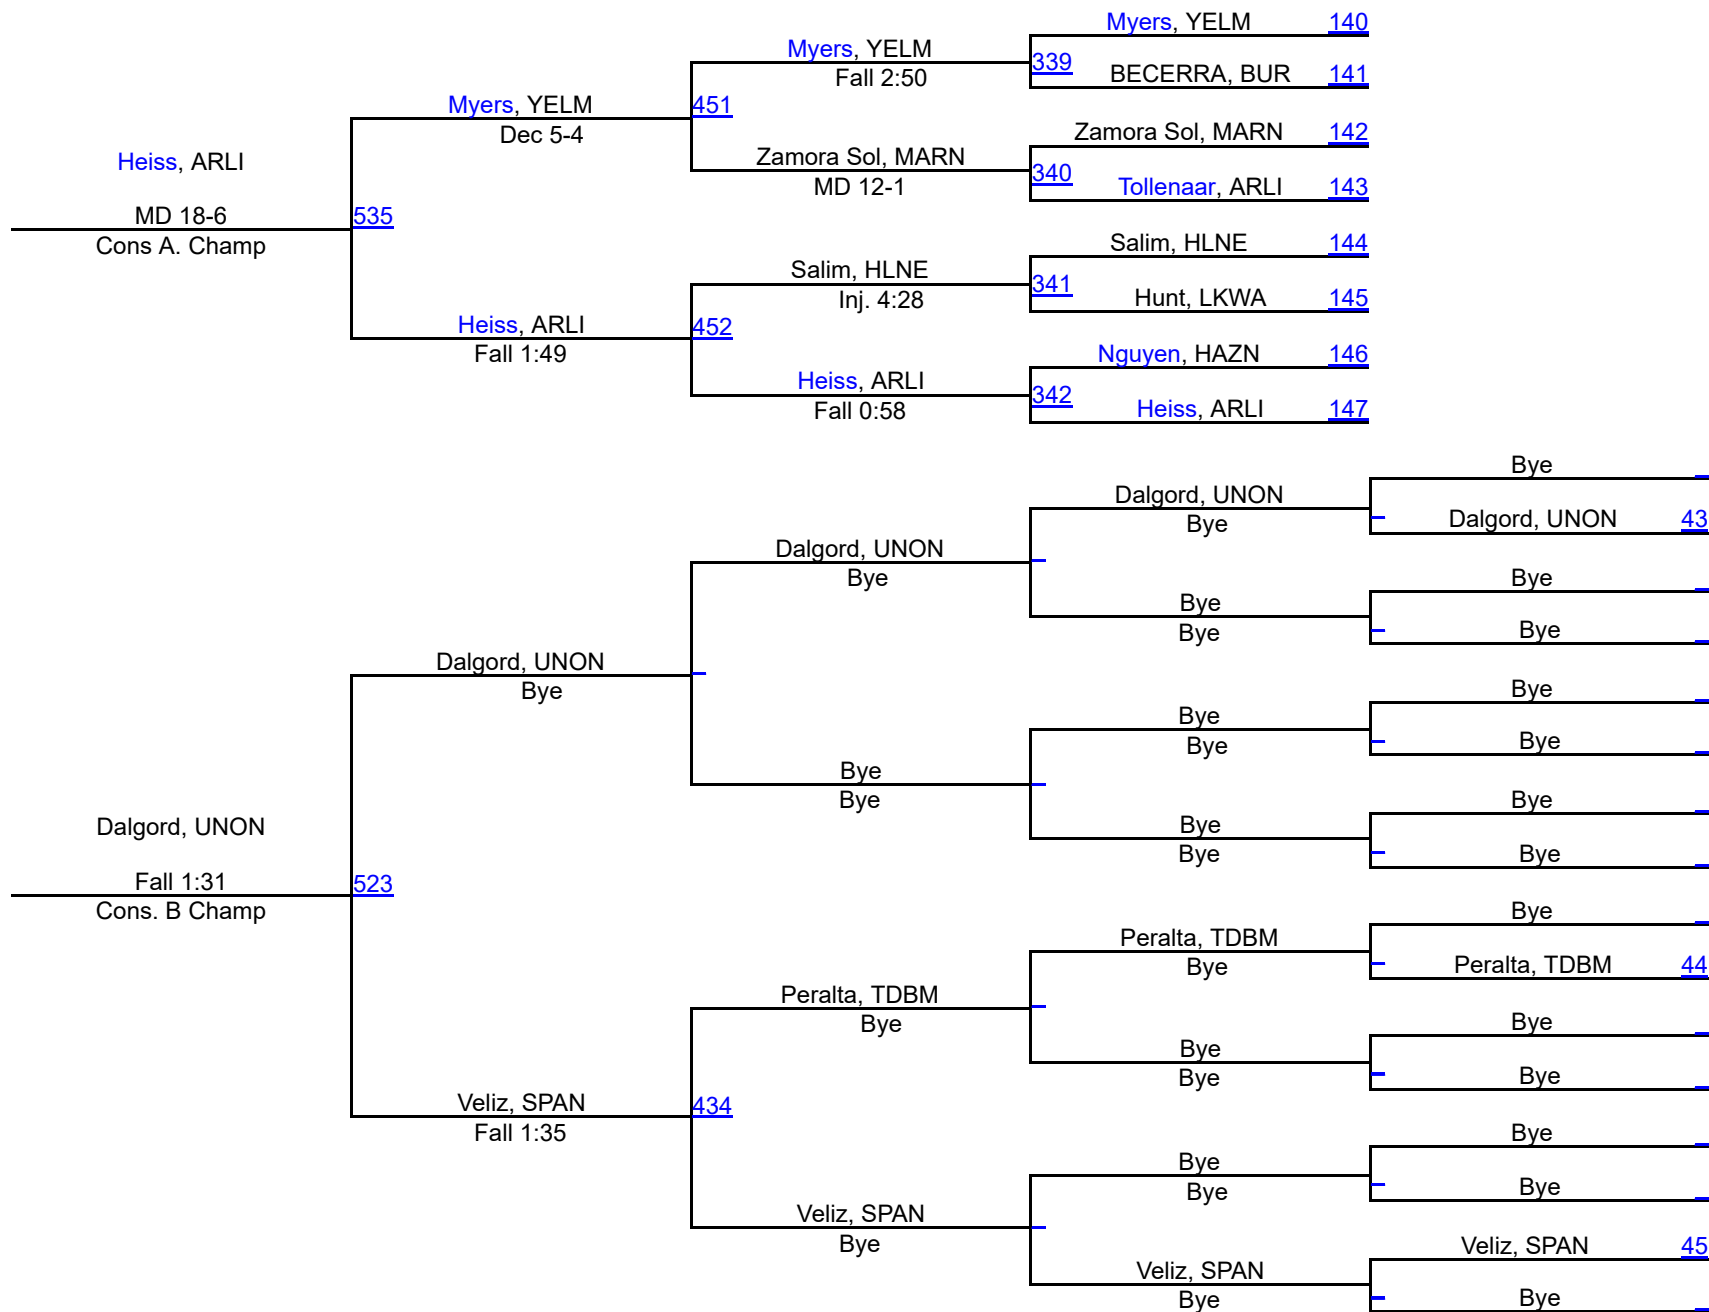 Myers, YELM 140
Myers, YELM
339
Fall 2:50
BECERRA, BUR 141
Myers, YELM
451
Dec 5-4
Zamora Sol, MARN 142
Heiss, ARLI
Zamora Sol, MARN
340
MD 12-1
Tollenaar, ARLI 143
MD 18-6
535
Cons A. Champ
Salim, HLNE 144
Salim, HLNE
341
Inj. 4:28
Hunt, LKWA 145
Heiss, ARLI
452
Fall 1:49
Nguyen, HAZN 146
Heiss, ARLI
342
Fall 0:58
Heiss, ARLI 147
Bye
Dalgord, UNON
Bye
Dalgord, UNON 43
Dalgord, UNON
Bye
Bye
Bye
Bye
Bye
Dalgord, UNON
Bye
Bye
Bye
Bye
Bye
Bye
Bye
Bye
Dalgord, UNON
Bye
Bye
Bye
Fall 1:31
523
Cons. B Champ
Bye
Peralta, TDBM
Bye
Peralta, TDBM 44
Peralta, TDBM
Bye
Bye
Bye
Bye
Bye
Veliz, SPAN
434
Fall 1:35
Bye
Bye
Bye
Bye
Veliz, SPAN
Bye
Veliz, SPAN 45
Veliz, SPAN
Bye
Bye